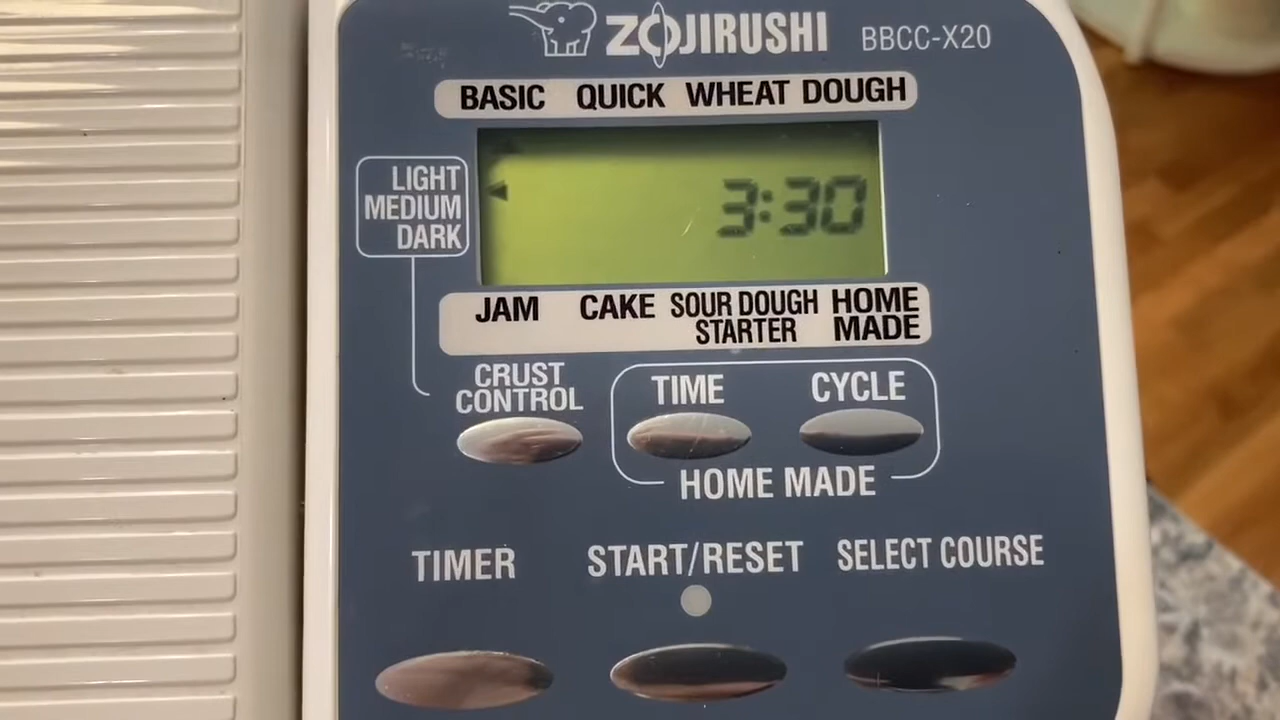 ZOJIRUSHI BBCC-X20
BASIC QUICK WHEAT DOUGH
LIGHT
MEDIUM
DARK
3:30
JAM CAKE SOUR DOUGH STARTER HOME MADE
CRUST CONTROL
TIME CYCLE
HOME MADE
TIMER START/RESET SELECT COURSE